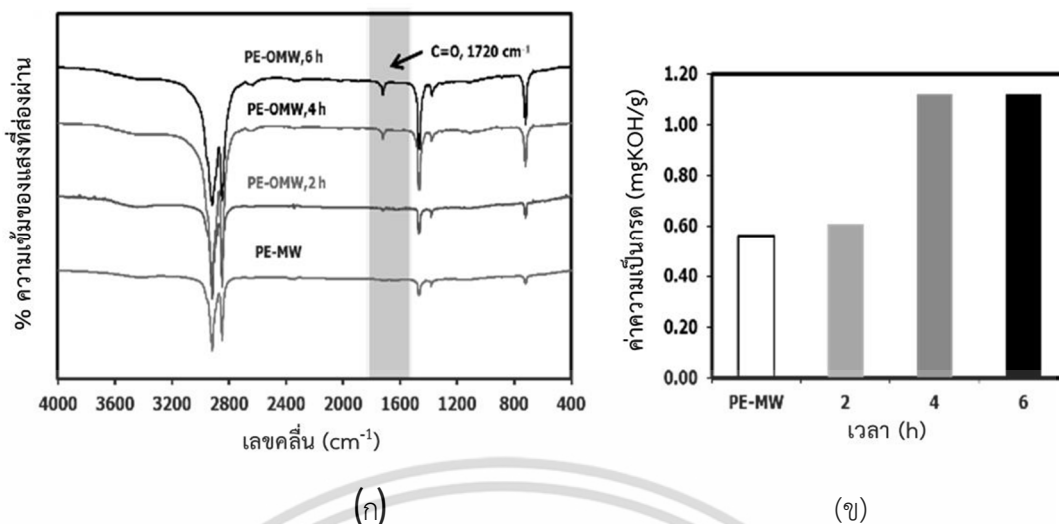 % ความเข้มของแสงที่ส่องผ่าน
PE-OMW,6 h
C=O, 1720 cm⁻¹
PE-OMW,4 h
PE-OMW,2 h
PE-MW
4000 3600 2800 2000 1600 1200 800 400
เลขคลื่น (cm⁻¹)
(ก)
ค่าความเป็นกรด (mgKOH/g)
1.20
1.00
0.80
0.60
0.40
0.20
0.00
PE-MW 2 4 6
เวลา (h)
(ข)